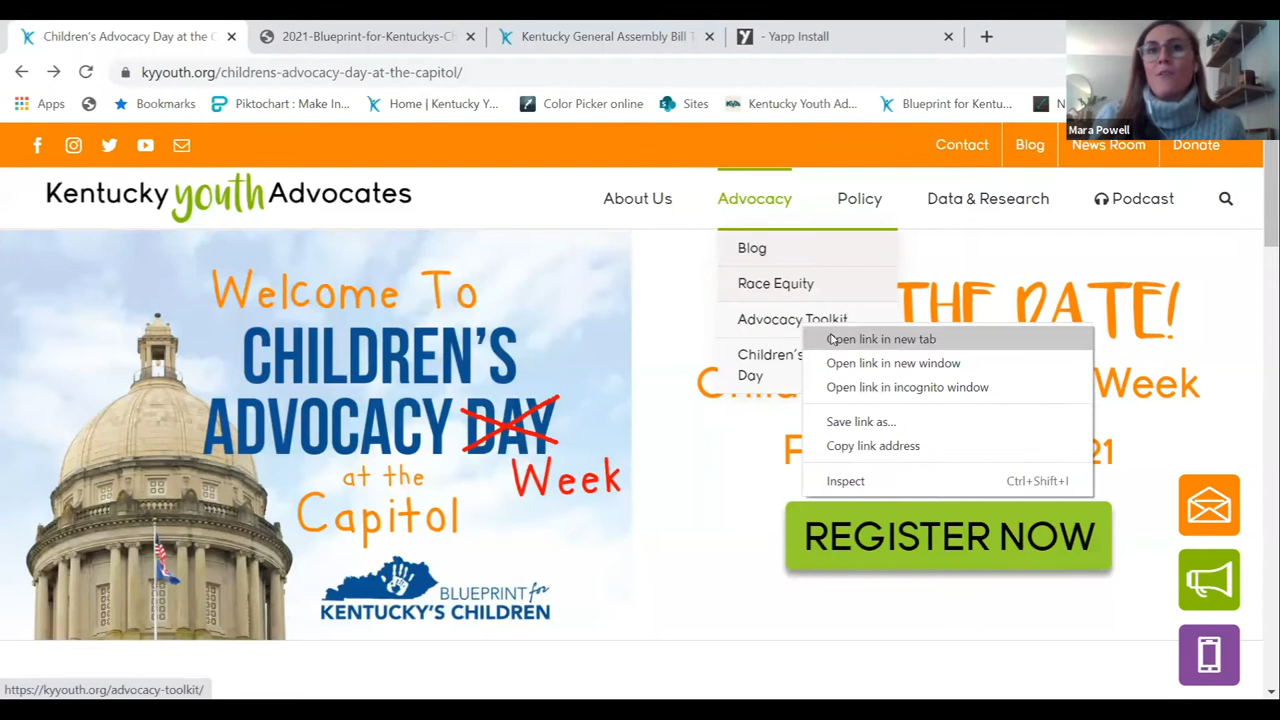 Children's Advocacy Day at the C
2021-Blueprint-for-Kentuckys-Ch
Kentucky General Assembly Bill T
- Yapp Install
kyyouth.org/childrens-advocacy-day-at-the-capitol/
Apps
Bookmarks
Piktochart : Make In...
Home | Kentucky Y...
Color Picker online
Sites
Kentucky Youth Ad...
Blueprint for Kentu...
Mara Powell
Contact
Blog
News Room
Donate
Kentucky youth Advocates
About Us
Advocacy
Policy
Data & Research
Podcast
Blog
Race Equity
Advocacy Toolkit
Children's
Day
Open link in new tab
Open link in new window
Open link in incognito window
Save link as...
Copy link address
Inspect Ctrl+Shift+I
Welcome To
CHILDREN'S
ADVOCACY DAY
Week
at the
Capitol
BLUEPRINT for
KENTUCKY'S CHILDREN
THE DATE!
Week
21
REGISTER NOW
https://kyyouth.org/advocacy-toolkit/